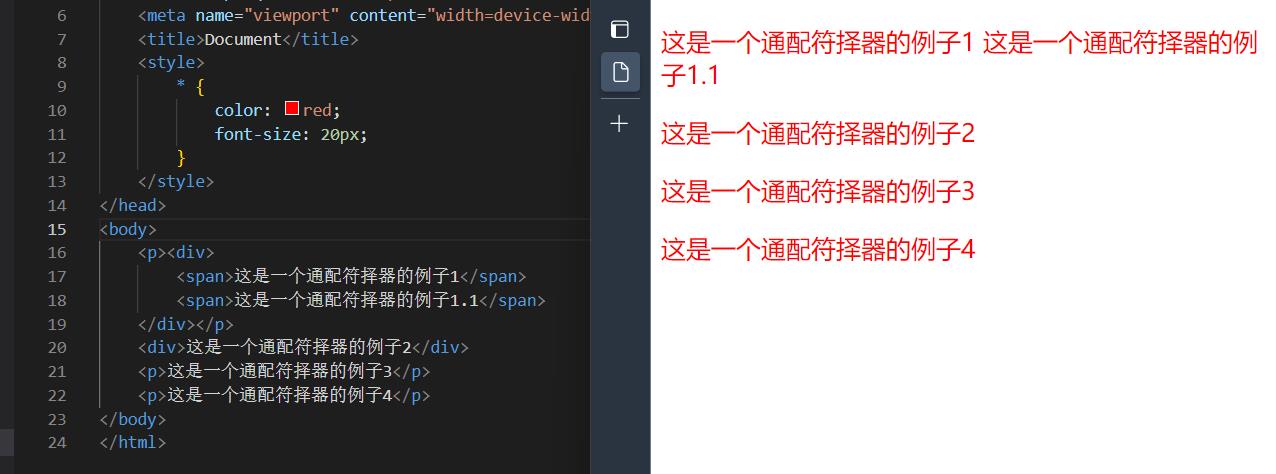 6 <meta name="viewport" content="width=device-wid
7 <title>Document</title>
8 <style>
9 * {
10 color: red;
11 font-size: 20px;
12 }
13 </style>
14 </head>
15 <body>
16 <p><div>
17 <span>这是一个通配符择器的例子1</span>
18 <span>这是一个通配符择器的例子1.1</span>
19 </div></p>
20 <div>这是一个通配符择器的例子2</div>
21 <p>这是一个通配符择器的例子3</p>
22 <p>这是一个通配符择器的例子4</p>
23 </body>
24 </html>
这是一个通配符择器的例子1 这是一个通配符择器的例
子1.1
这是一个通配符择器的例子2
这是一个通配符择器的例子3
这是一个通配符择器的例子4